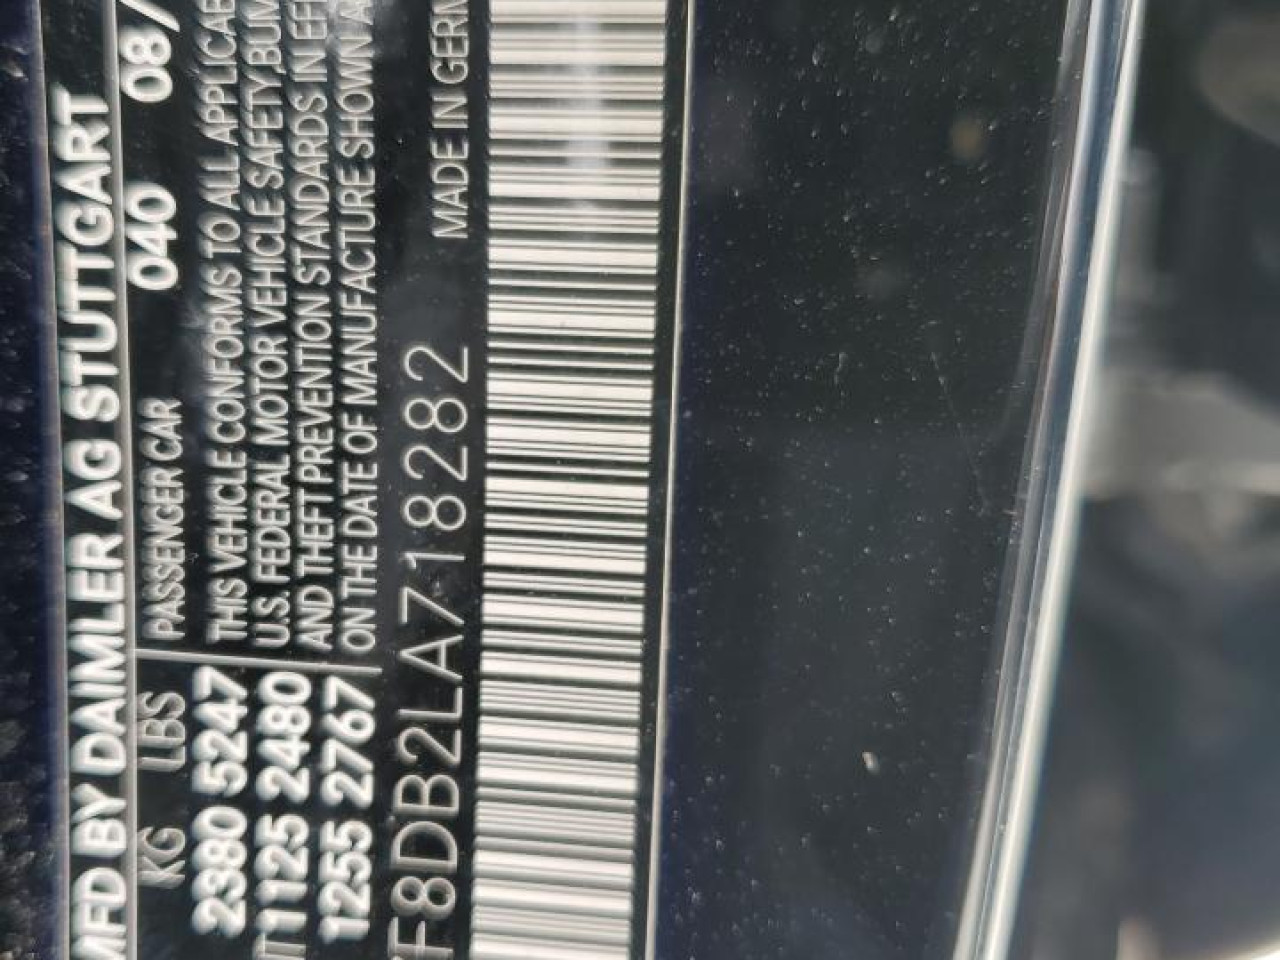 MFD BY DAIMLER AG STUTTGART
040 08/
KG LBS PASSENGER CAR
2380 5247 THIS VEHICLE CONFORMS TO ALL APPLICAB
T 1125 2480 U.S. FEDERAL MOTOR VEHICLE SAFETY, BUM
1255 2767 AND THEFT PREVENTION STANDARDS IN EF
ON THE DATE OF MANUFACTURE SHOWN A
F8DB2LA718282 MADE IN GERM